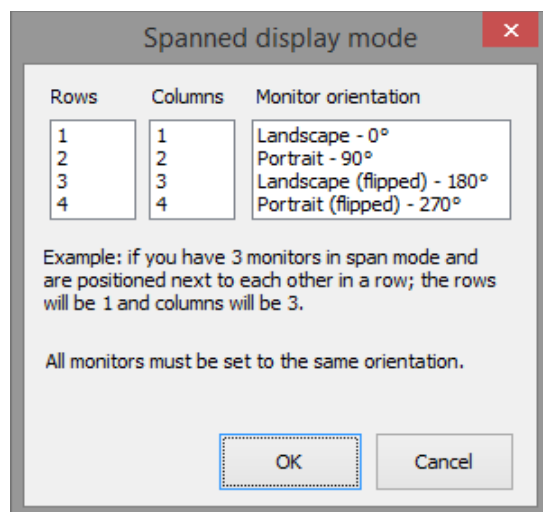 Spanned display mode
Rows Columns Monitor orientation
1 1 Landscape - 0°
2 2 Portrait - 90°
3 3 Landscape (flipped) - 180°
4 4 Portrait (flipped) - 270°
Example: if you have 3 monitors in span mode and
are positioned next to each other in a row; the rows
will be 1 and columns will be 3.
All monitors must be set to the same orientation.
OK Cancel